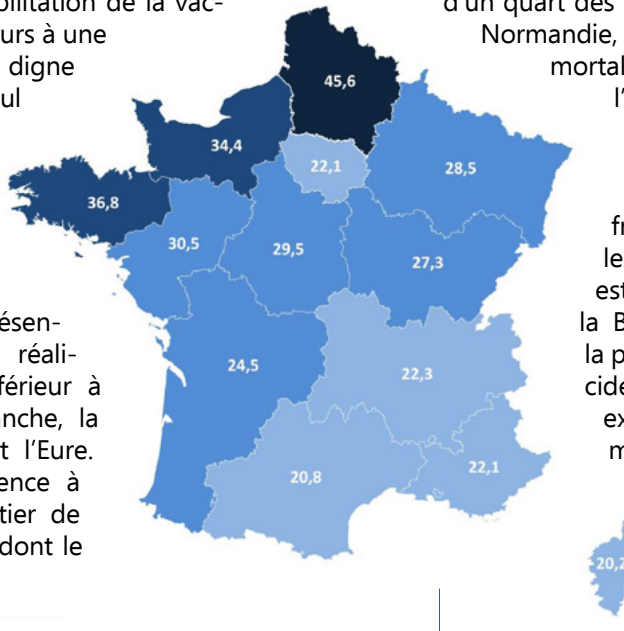 bilitation de la vac-
eurs à une
digne
ul
ésen-
réali-
férieur à
anche, la
t l'Eure.
ence à
tier de
dont le
d'un quart des
Normandie,
mortal
l'
fr
le
est
la B
la p
cide
ex
m
45,6
34,4
22,1
28,5
36,8
30,5
29,5
27,3
24,5
22,3
20,8
22,1
20,2